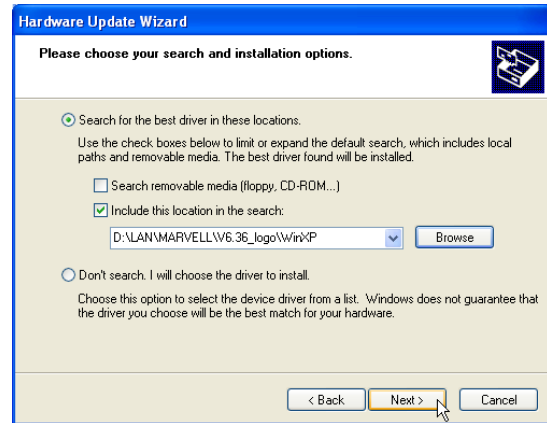 Hardware Update Wizard
Please choose your search and installation options.
Search for the best driver in these locations.
Use the check boxes below to limit or expand the default search, which includes local
paths and removable media. The best driver found will be installed.
Search removable media (floppy, CD-ROM...)
Include this location in the search:
D:\LAN\MARVELL\V6.36_logo\WinXP
Browse
Don't search. I will choose the driver to install.
Choose this option to select the device driver from a list. Windows does not guarantee that
the driver you choose will be the best match for your hardware.
< Back
Next >
Cancel